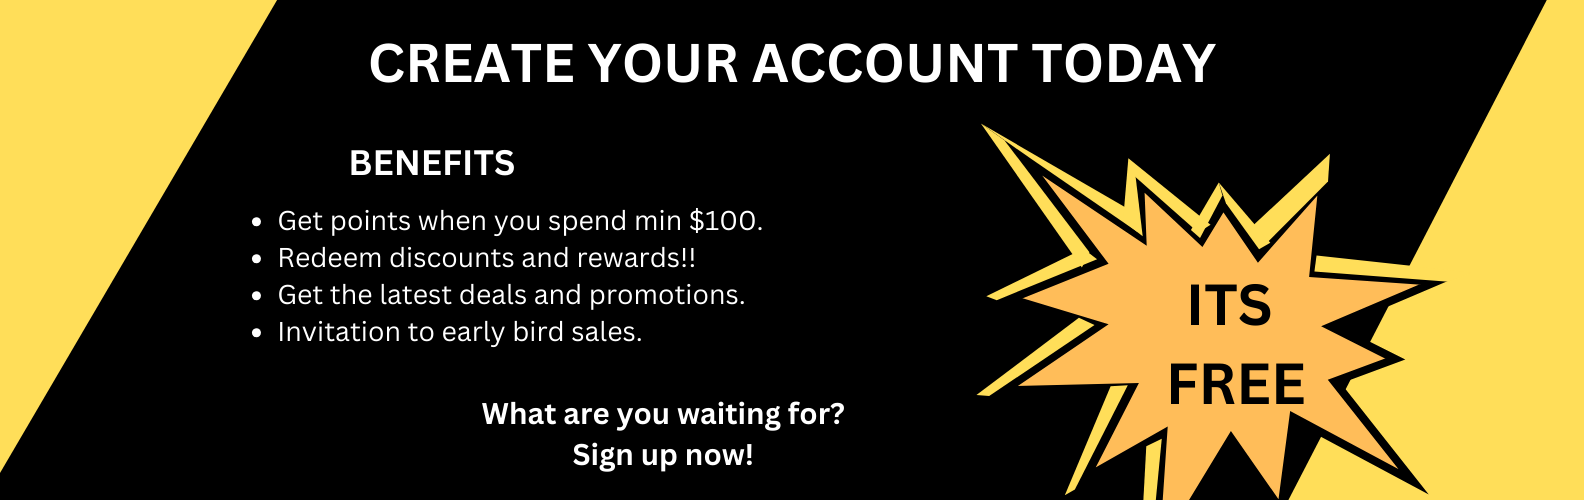 CREATE YOUR ACCOUNT TODAY
BENEFITS
• Get points when you spend min $100.
• Redeem discounts and rewards!!
• Get the latest deals and promotions.
• Invitation to early bird sales.
What are you waiting for?
Sign up now!
ITS
FREE